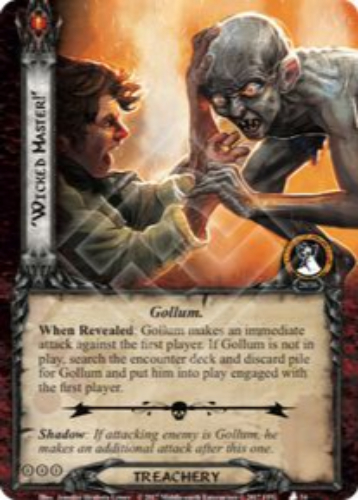 "Wicked Master!"
Gollum.
When Revealed: Gollum makes an immediate
attack against the first player. If Gollum is not in
play, search the encounter deck and discard pile
for Gollum and put him into play engaged with
the first player.
Shadow: If attacking enemy is Gollum, he
makes an additional attack after this one.
TREACHERY